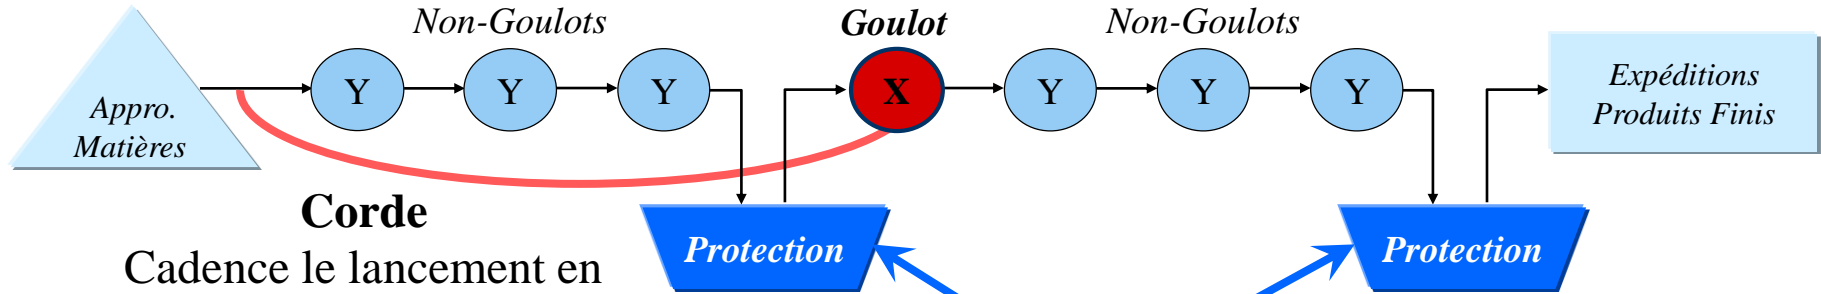 Non-Goulots
Goulot
Non-Goulots
Appro.
Matières
Y
Y
Y
X
Y
Y
Y
Expéditions
Produits Finis
Corde
Cadence le lancement en
Protection
Protection